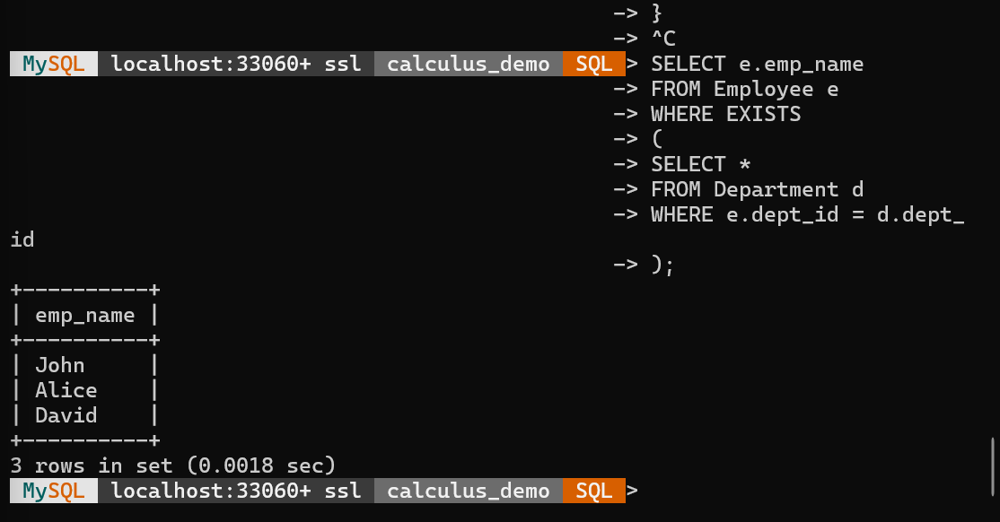 -> }
-> ^C
MySQL localhost:33060+ ssl calculus_demo SQL > SELECT e.emp_name
-> FROM Employee e
-> WHERE EXISTS
-> (
-> SELECT *
-> FROM Department d
-> WHERE e.dept_id = d.dept_
id
-> );
+----------+
| emp_name |
+----------+
| John     |
| Alice    |
| David    |
+----------+
3 rows in set (0.0018 sec)
MySQL localhost:33060+ ssl calculus_demo SQL >